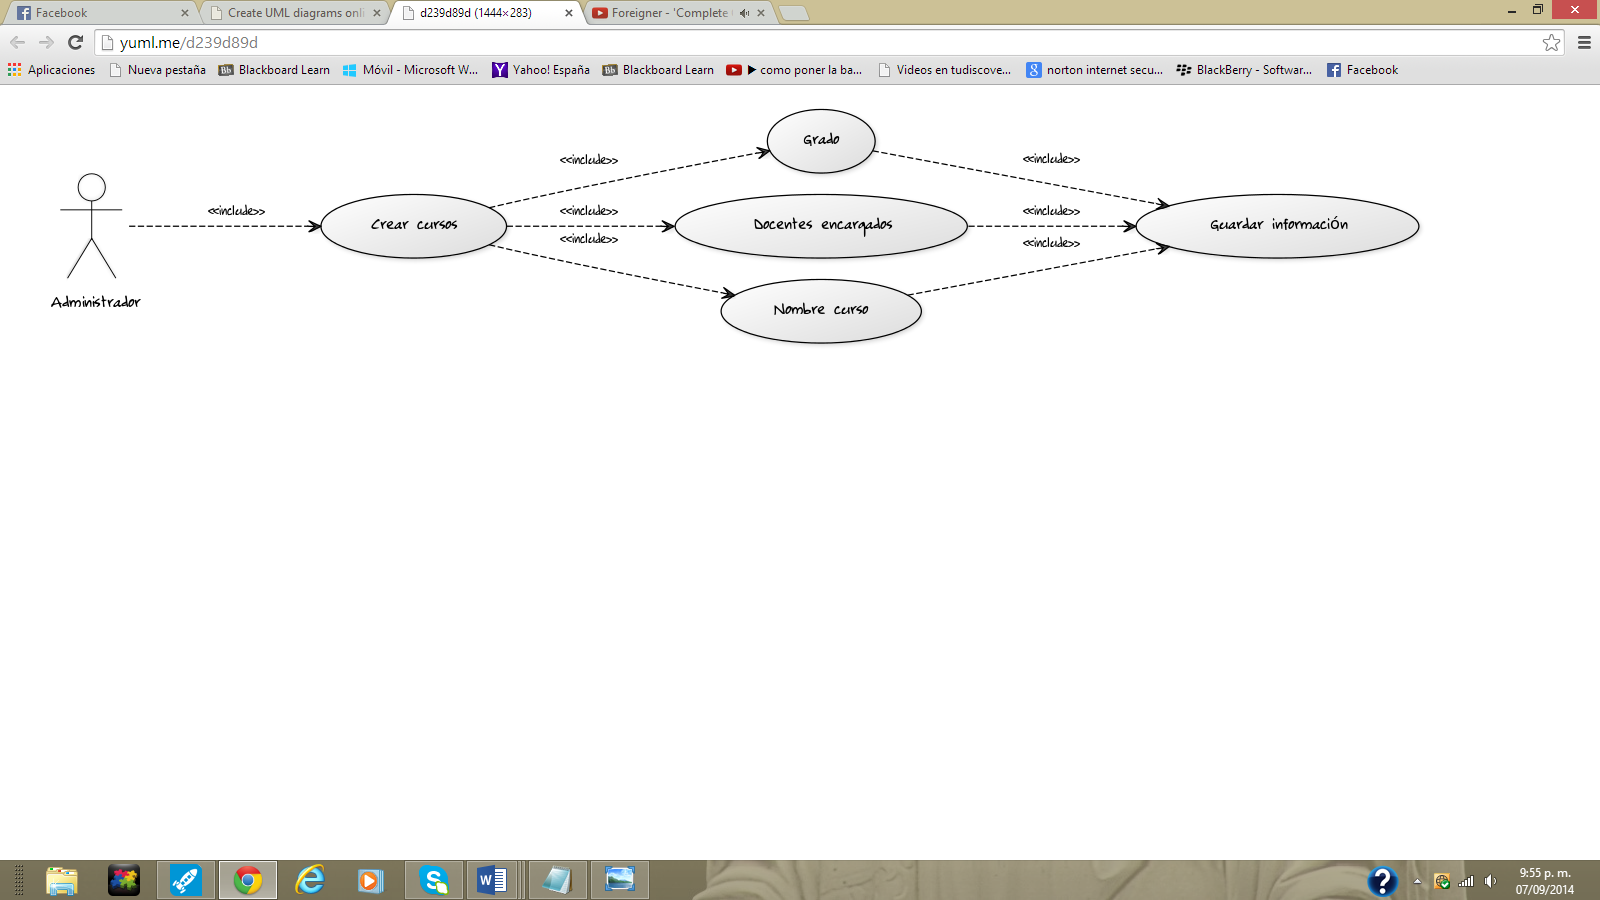 Facebook
Create UML diagrams onli
d239d89d (1444×283)
Foreigner - 'Complete
yuml.me/d239d89d
Aplicaciones
Nueva pestaña
Bb Blackboard Learn
Móvil - Microsoft W...
Yahoo! España
Bb Blackboard Learn
▶ como poner la ba...
Videos en tudiscove...
norton internet secu...
BlackBerry - Softwar...
Facebook
Grado
<<include>>
<<include>>
<<include>>
Crear cursos
<<include>>
Docentes encargados
<<include>>
Guardar información
<<include>>
<<include>>
Administrador
Nombre curso
9:55 p. m.
07/09/2014